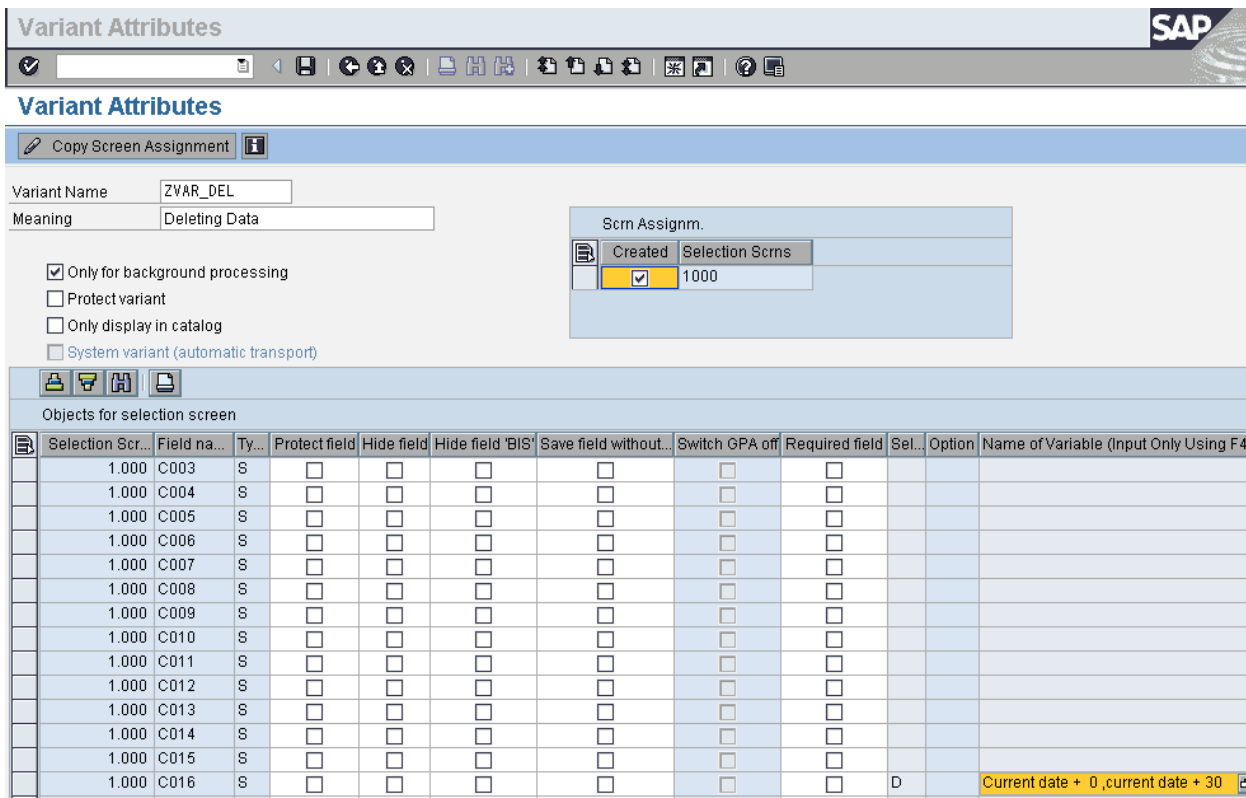 Variant Attributes
SAP
Variant Attributes
Copy Screen Assignment
Variant Name ZVAR_DEL
Meaning Deleting Data
Scrn Assignm.
Created Selection Scrns
1000
Only for background processing
Protect variant
Only display in catalog
System variant (automatic transport)
Objects for selection screen
Selection Scr... Field na... Ty... Protect field Hide field Hide field 'BIS' Save field without... Switch GPA off Required field Sel... Option Name of Variable (Input Only Using F4
1.000 C003 S
1.000 C004 S
1.000 C005 S
1.000 C006 S
1.000 C007 S
1.000 C008 S
1.000 C009 S
1.000 C010 S
1.000 C011 S
1.000 C012 S
1.000 C013 S
1.000 C014 S
1.000 C015 S
1.000 C016 S D Current date + 0 ,current date + 30